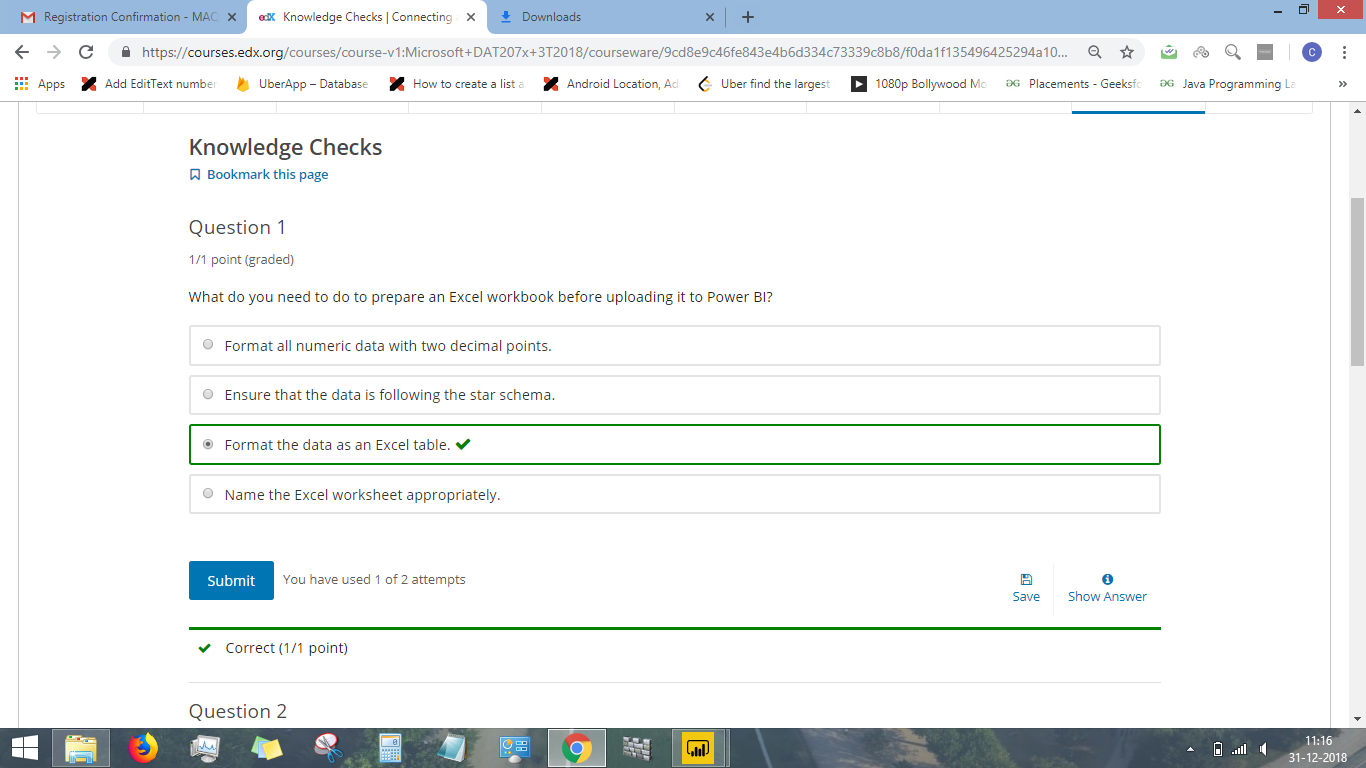 Registration Confirmation - MAC
edX Knowledge Checks | Connecting
Downloads
https://courses.edx.org/courses/course-v1:Microsoft+DAT207x+3T2018/courseware/9cd8e9c46fe843e4b6d334c73339c8b8/f0da1f135496425294a10...
C
Apps
Add EditText number
UberApp – Database
How to create a list a
Android Location, Ad
Uber find the largest
1080p Bollywood Mo
Placements - Geeksfo
Java Programming La
»
Knowledge Checks
Bookmark this page
Question 1
1/1 point (graded)
What do you need to do to prepare an Excel workbook before uploading it to Power BI?
Format all numeric data with two decimal points.
Ensure that the data is following the star schema.
Format the data as an Excel table.
Name the Excel worksheet appropriately.
Submit
You have used 1 of 2 attempts
Save
Show Answer
Correct (1/1 point)
Question 2
11:16
31-12-2018